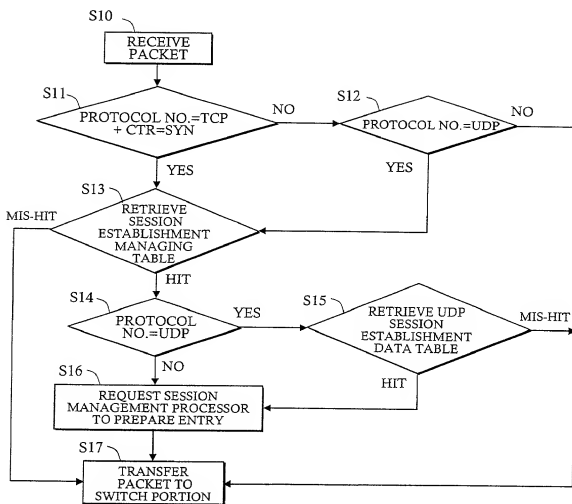 S10
RECEIVE
PACKET
S11
PROTOCOL NO.=TCP
+ CTR=SYN
NO
S12
PROTOCOL NO.=UDP
NO
YES
YES
S13
MIS-HIT
RETRIEVE
SESSION
ESTABLISHMENT
MANAGING
TABLE
HIT
S14
PROTOCOL
NO.=UDP
YES
S15
RETRIEVE UDP
SESSION
ESTABLISHMENT
DATA TABLE
MIS-HIT
NO
HIT
S16
REQUEST SESSION
MANAGEMENT PROCESSOR
TO PREPARE ENTRY
S17
TRANSFER
PACKET TO
SWITCH PORTION